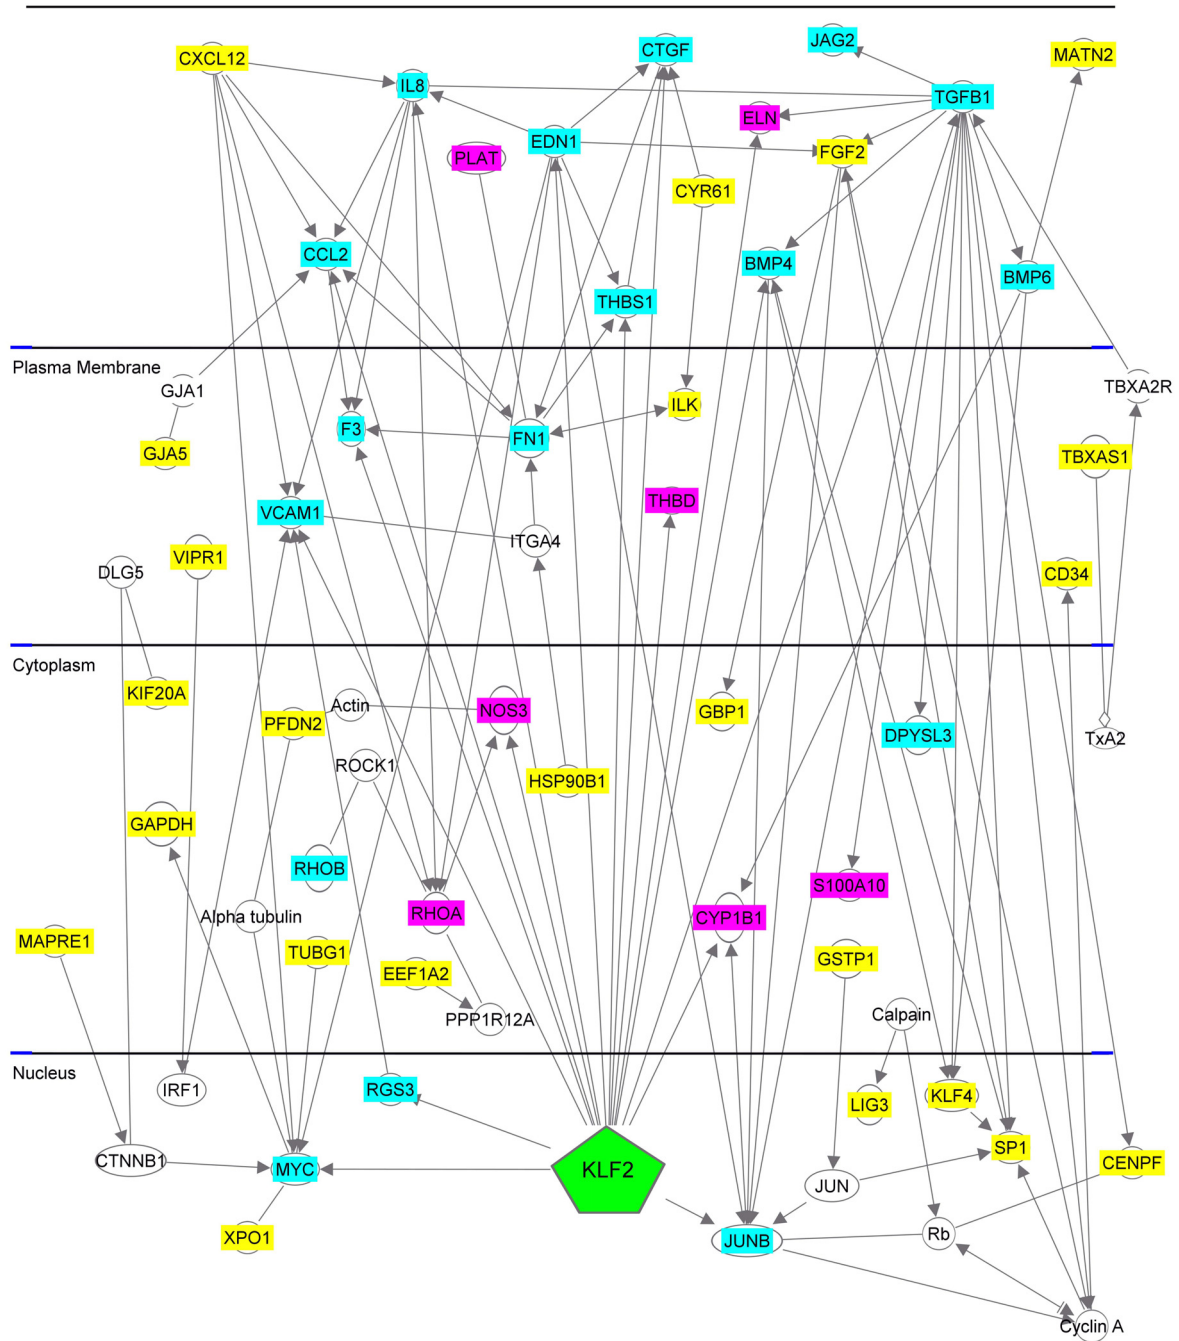 CTGF
JAG2
CXCL12
MATN2
IL8
TGFB1
ELN
EDN1
FGF2
PLAT
CYR61
CCL2
BMP4
BMP6
THBS1
Plasma Membrane
GJA1
TBXA2R
ILK
F3
FN1
GJA5
TBXAS1
THBD
VCAM1
ITGA4
VIPR1
DLG5
CD34
Cytoplasm
KIF20A
Actin
NOS3
GBP1
PFDN2
DPYSL3
TxA2
ROCK1
HSP90B1
GAPDH
RHOB
S100A10
RHOA
Alpha tubulin
CYP1B1
MAPRE1
TUBG1
GSTP1
EEF1A2
Calpain
PPP1R12A
Nucleus
IRF1
RGS3
KLF4
LIG3
SP1
CTNNB1
MYC
KLF2
CENPF
JUN
XPO1
JUNB
Rb
Cyclin A